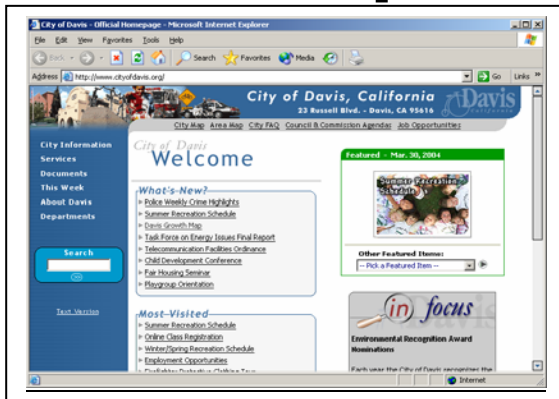 City of Davis - Official Homepage - Microsoft Internet Explorer
File Edit View Favorites Tools Help
Back Search Favorites Media
Address http://www.cityofdavis.org/ Go Links »
City of Davis, California
23 Russell Blvd. - Davis, CA 95616
Davis
California
City Map Area Map City FAQ Council & Commission Agendas Job Opportunities
City Information
Services
Documents
This Week
About Davis
Departments
Search
GO
Text Version
City of Davis
Welcome
What's New?
Police Weekly Crime Highlights
Summer Recreation Schedule
Davis Growth Map
Task Force on Energy Issues Final Report
Telecommunication Facilities Ordinance
Child Development Conference
Fair Housing Seminar
Playgroup Orientation
Most-Visited
Summer Recreation Schedule
Online Class Registration
Winter/Spring Recreation Schedule
Employment Opportunities
Firefighter Protective Clothing Tour
Featured - Mar. 30, 2004
Summer Recreation
Schedule
Other Featured Items:
-- Pick a Featured Item --
in focus
Environmental Recognition Award
Nominations
Each year the City of Davis recognizes the
Internet